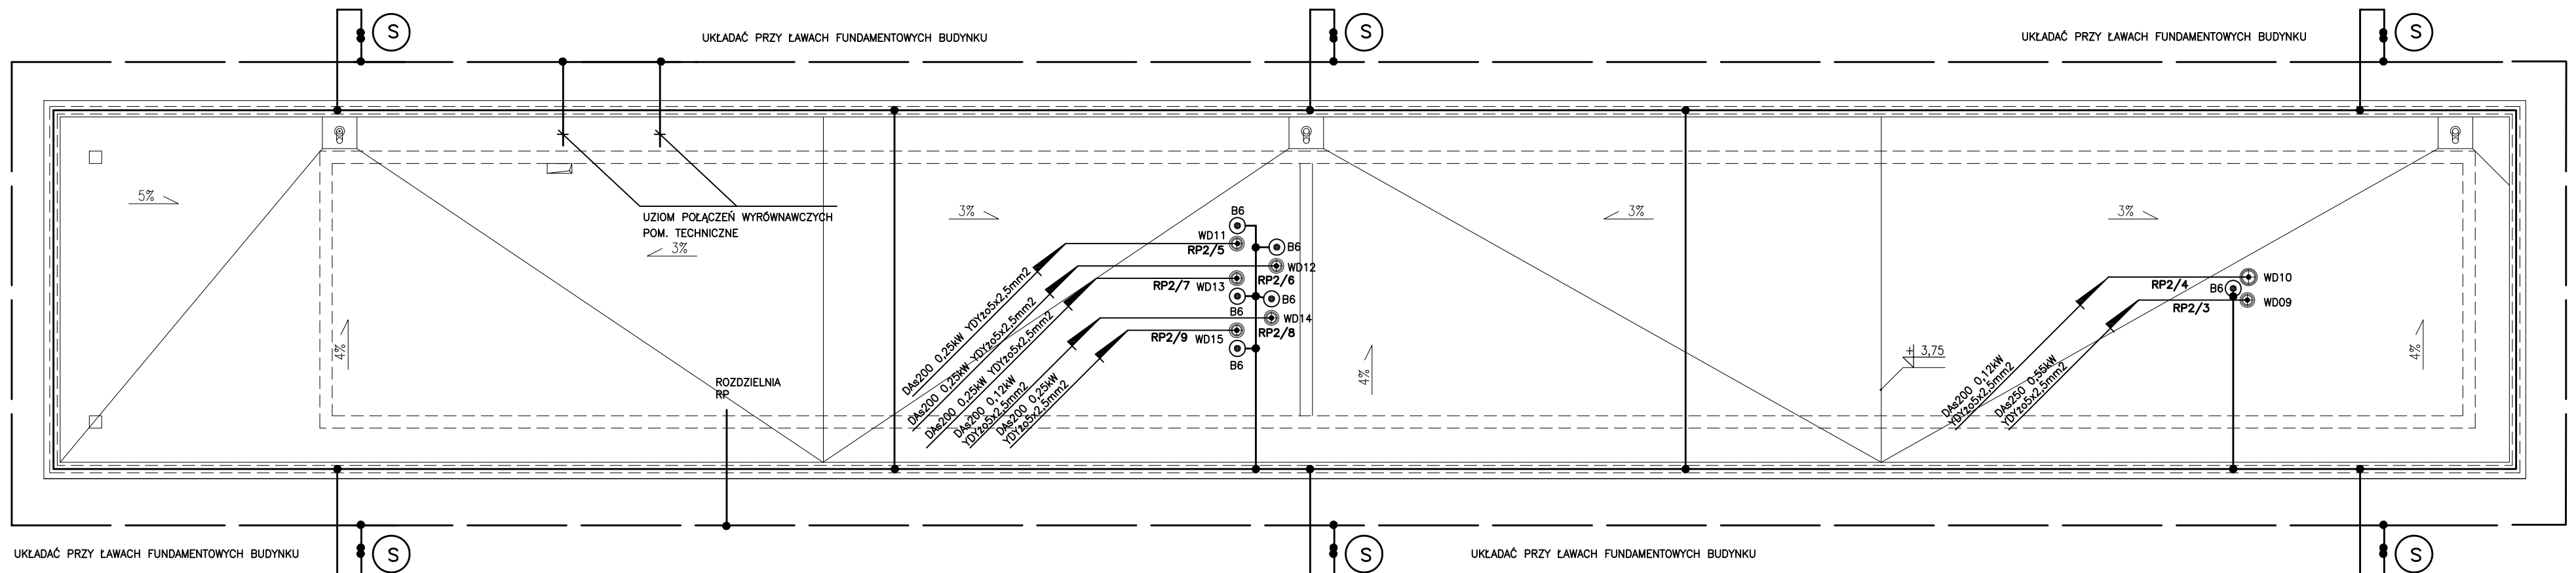 S
S
S
UKŁADAĆ PRZY ŁAWACH FUNDAMENTOWYCH BUDYNKU
UKŁADAĆ PRZY ŁAWACH FUNDAMENTOWYCH BUDYNKU
5%
3%
3%
3%
UZIOM POŁĄCZEŃ WYRÓWNAWCZYCH
POM. TECHNICZNE
3%
B6
WD11
RP2/5
B6
WD12
RP2/6
RP2/7 WD13
B6
B6
WD14
RP2/8
RP2/9 WD15
B6
WD10
RP2/4
B6
WD09
RP2/3
4%
4%
4%
+ 3,75
DAs200 0,25kW YDYżo5x2,5mm2
DAs200 0,25kW YDYżo5x2,5mm2
DAs200 0,25kW YDYżo5x2,5mm2
DAs200 0,12kW
YDYżo5x2,5mm2
DAs200 0,25kW
YDYżo5x2,5mm2
DAs200 0,12kW
YDYżo5x2,5mm2
DAs250 0,55kW
YDYżo5x2,5mm2
ROZDZIELNIA
RP
UKŁADAĆ PRZY ŁAWACH FUNDAMENTOWYCH BUDYNKU
S
S
UKŁADAĆ PRZY ŁAWACH FUNDAMENTOWYCH BUDYNKU
S